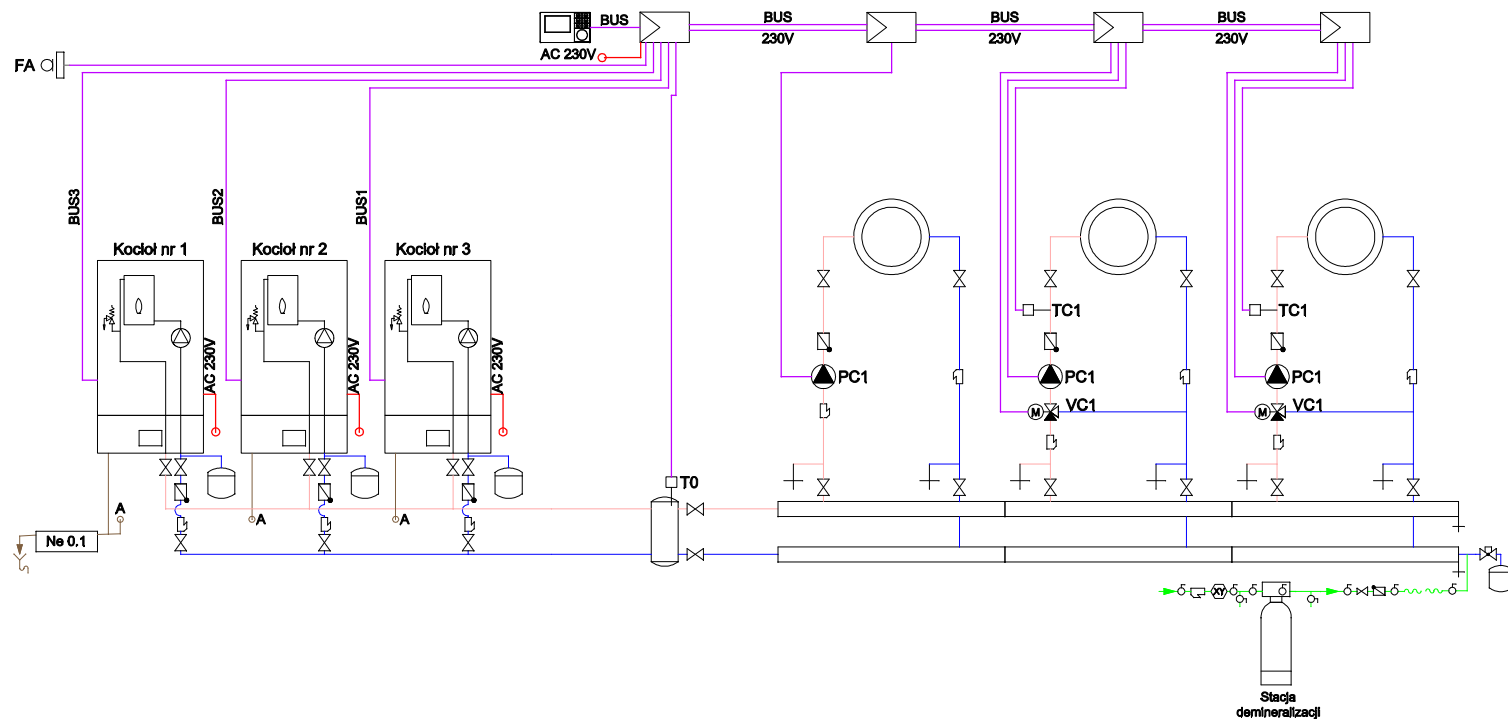 BUS
BUS
BUS
BUS
AC 230V
230V
230V
230V
FA
BUS3
BUS2
BUS1
Kocioł nr 1
Kocioł nr 2
Kocioł nr 3
TC1
TC1
AC 230V
AC 230V
AC 230V
PC1
PC1
PC1
M
VC1
M
VC1
T0
A
A
A
Ne 0.1
XY
Stacja
demineralizacji